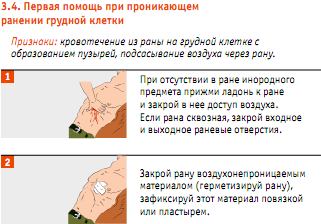 3.4. Первая помощь при проникающем
ранении грудной клетки
Признаки: кровотечение из раны на грудной клетке с
образованием пузырей, подсасывание воздуха через рану.
1
При отсутствии в ране инородного
предмета прижми ладонь к ране
и закрой в нее доступ воздуха.
Если рана сквозная, закрой входное
и выходное раневые отверстия.
2
Закрой рану воздухонепроницаемым
материалом (герметизируй рану),
зафиксируй этот материал повязкой
или пластырем.